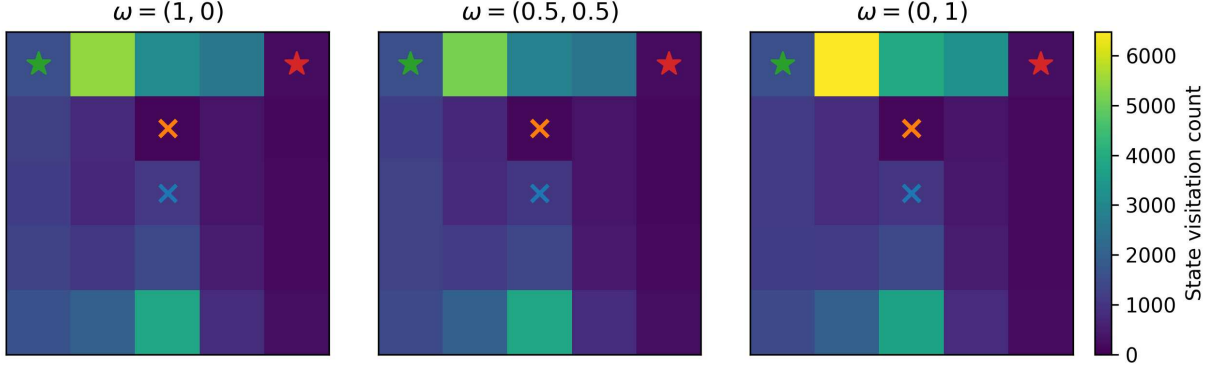 ω = (1, 0)
ω = (0.5, 0.5)
ω = (0, 1)
6000
5000
4000
3000
2000
1000
0
State visitation count